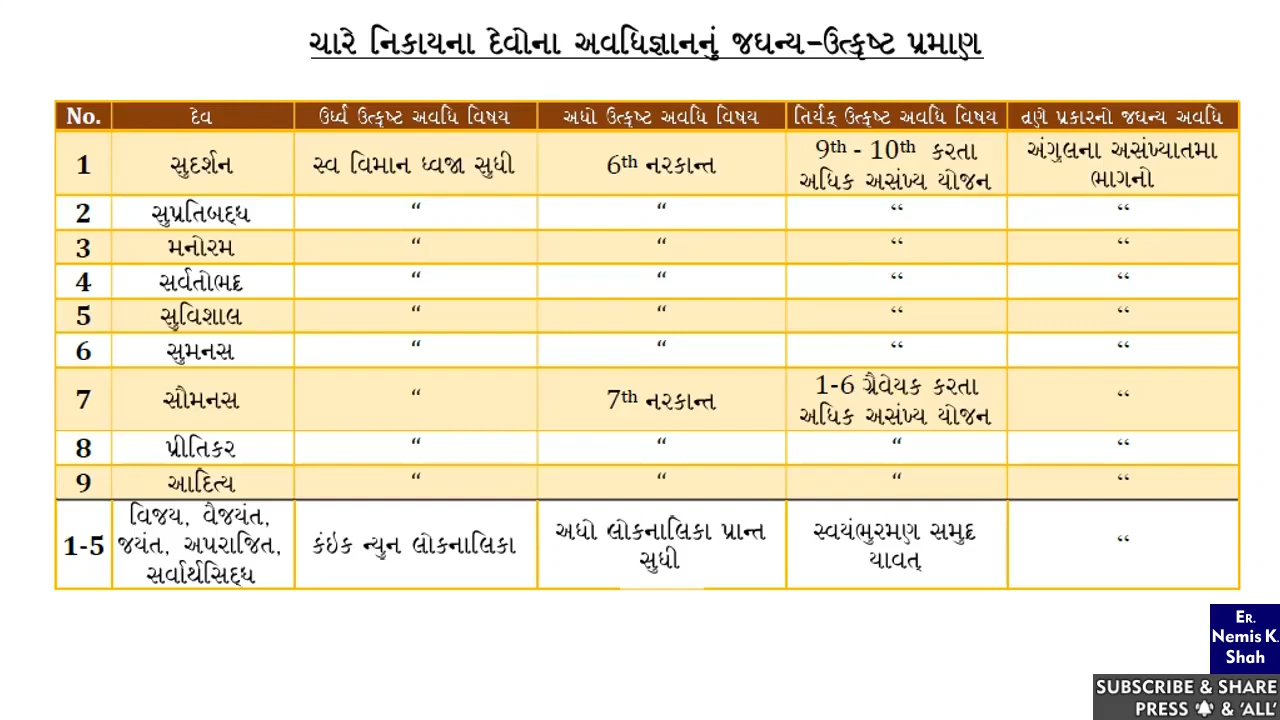 ચારે નિકાયના દેવોના અવધિજ્ઞાનનું જઘન્ય-ઉત્કૃષ્ટ પ્રમાણ
No. દેવ ઉર્ધ્વ ઉત્કૃષ્ટ અવધિ વિષય અધો ઉત્કૃષ્ટ અવધિ વિષય તિર્યક્ ઉત્કૃષ્ટ અવધિ વિષય ત્રણે પ્રકારનો જઘન્ય અવધિ
1 સુદર્શન સ્વ વિમાન ધ્વજા સુધી 6th નરકાન્ત 9th - 10th કરતા અંગુલના અસંખ્યાતમા
અધિક અસંખ્ય યોજન ભાગનો
2 સુપ્રતિબદ્ધ “ “ “ “
3 મનોરમ “ “ “ “
4 સર્વતોભદ્ર “ “ “ “
5 સુવિશાલ “ “ “ “
6 સુમનસ “ “ “ “
7 સૌમનસ “ 7th નરકાન્ત 1-6 ગ્રૈવેયક કરતા “
અધિક અસંખ્ય યોજન
8 પ્રીતિકર “ “ “ “
9 આદિત્ય “ “ “ “
1-5 વિજય, વૈજયંત, કંઇક ન્યુન લોકનાલિકા અધો લોકનાલિકા પ્રાન્ત સ્વયંભુરમણ સમુદ્ર “
જયંત, અપરાજિત, સુધી યાવત્
સર્વાર્થસિદ્ધ
ER.
Nemis K.
Shah
SUBSCRIBE & SHARE
PRESS & ‘ALL’